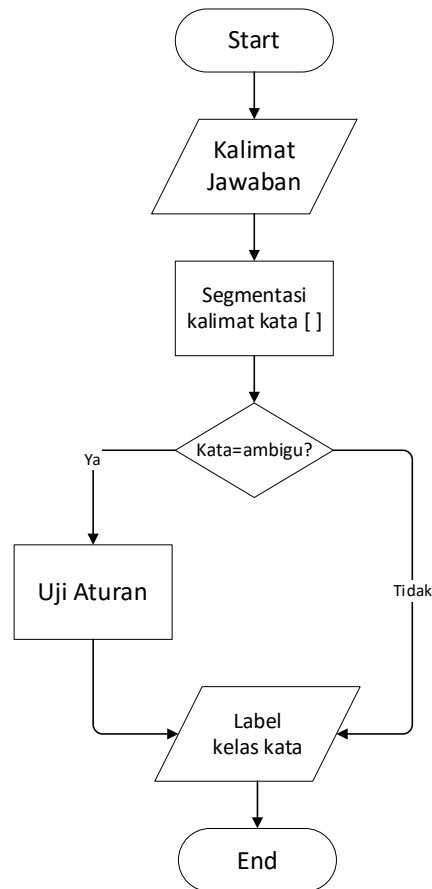 Start
Kalimat
Jawaban
Segmentasi
kalimat kata [ ]
Kata=ambigu?
Ya
Uji Aturan
Tidak
Label
kelas kata
End